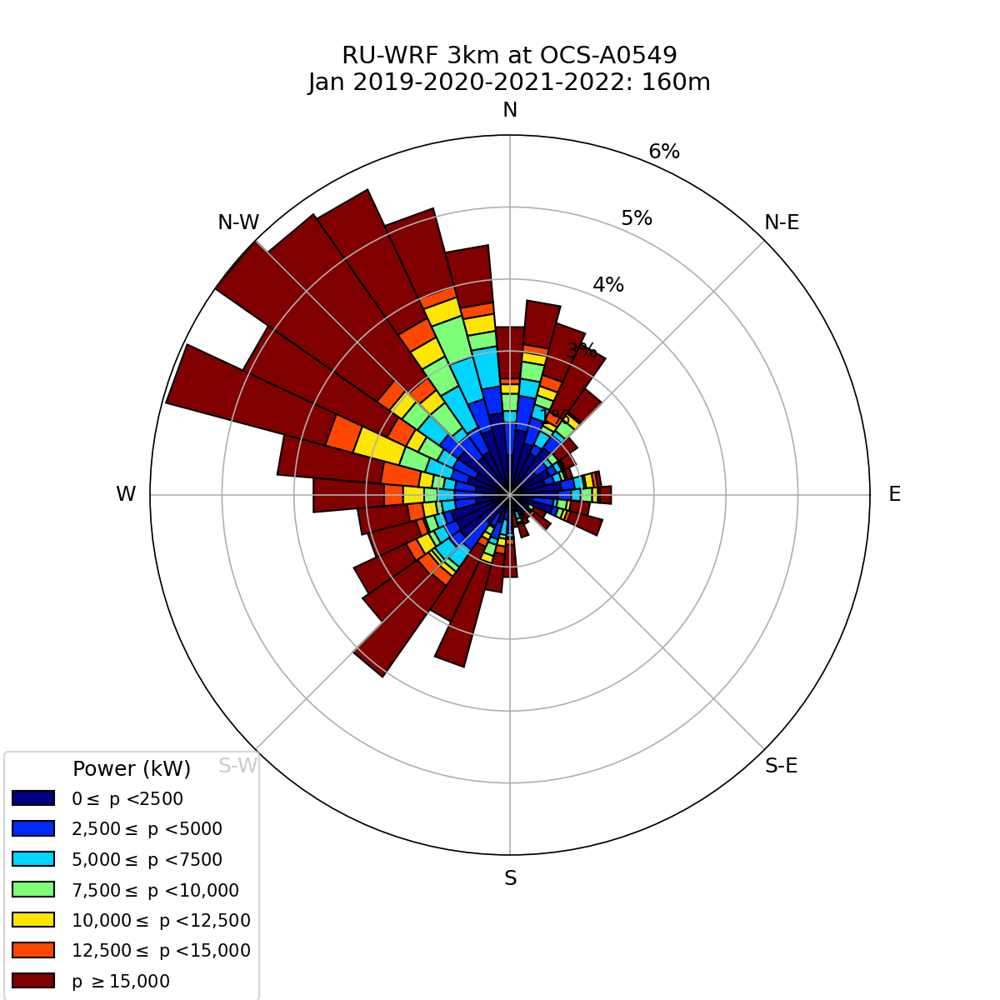 RU-WRF 3km at OCS-A0549
Jan 2019-2020-2021-2022: 160m
N
6%
N-W
5%
N-E
4%
3%
1%
W
E
Power (kW)
S-W
S-E
0≤ p <2500
2,500≤ p <5000
5,000≤ p <7500
S
7,500≤ p <10,000
10,000≤ p <12,500
12,500≤ p <15,000
p ≥15,000